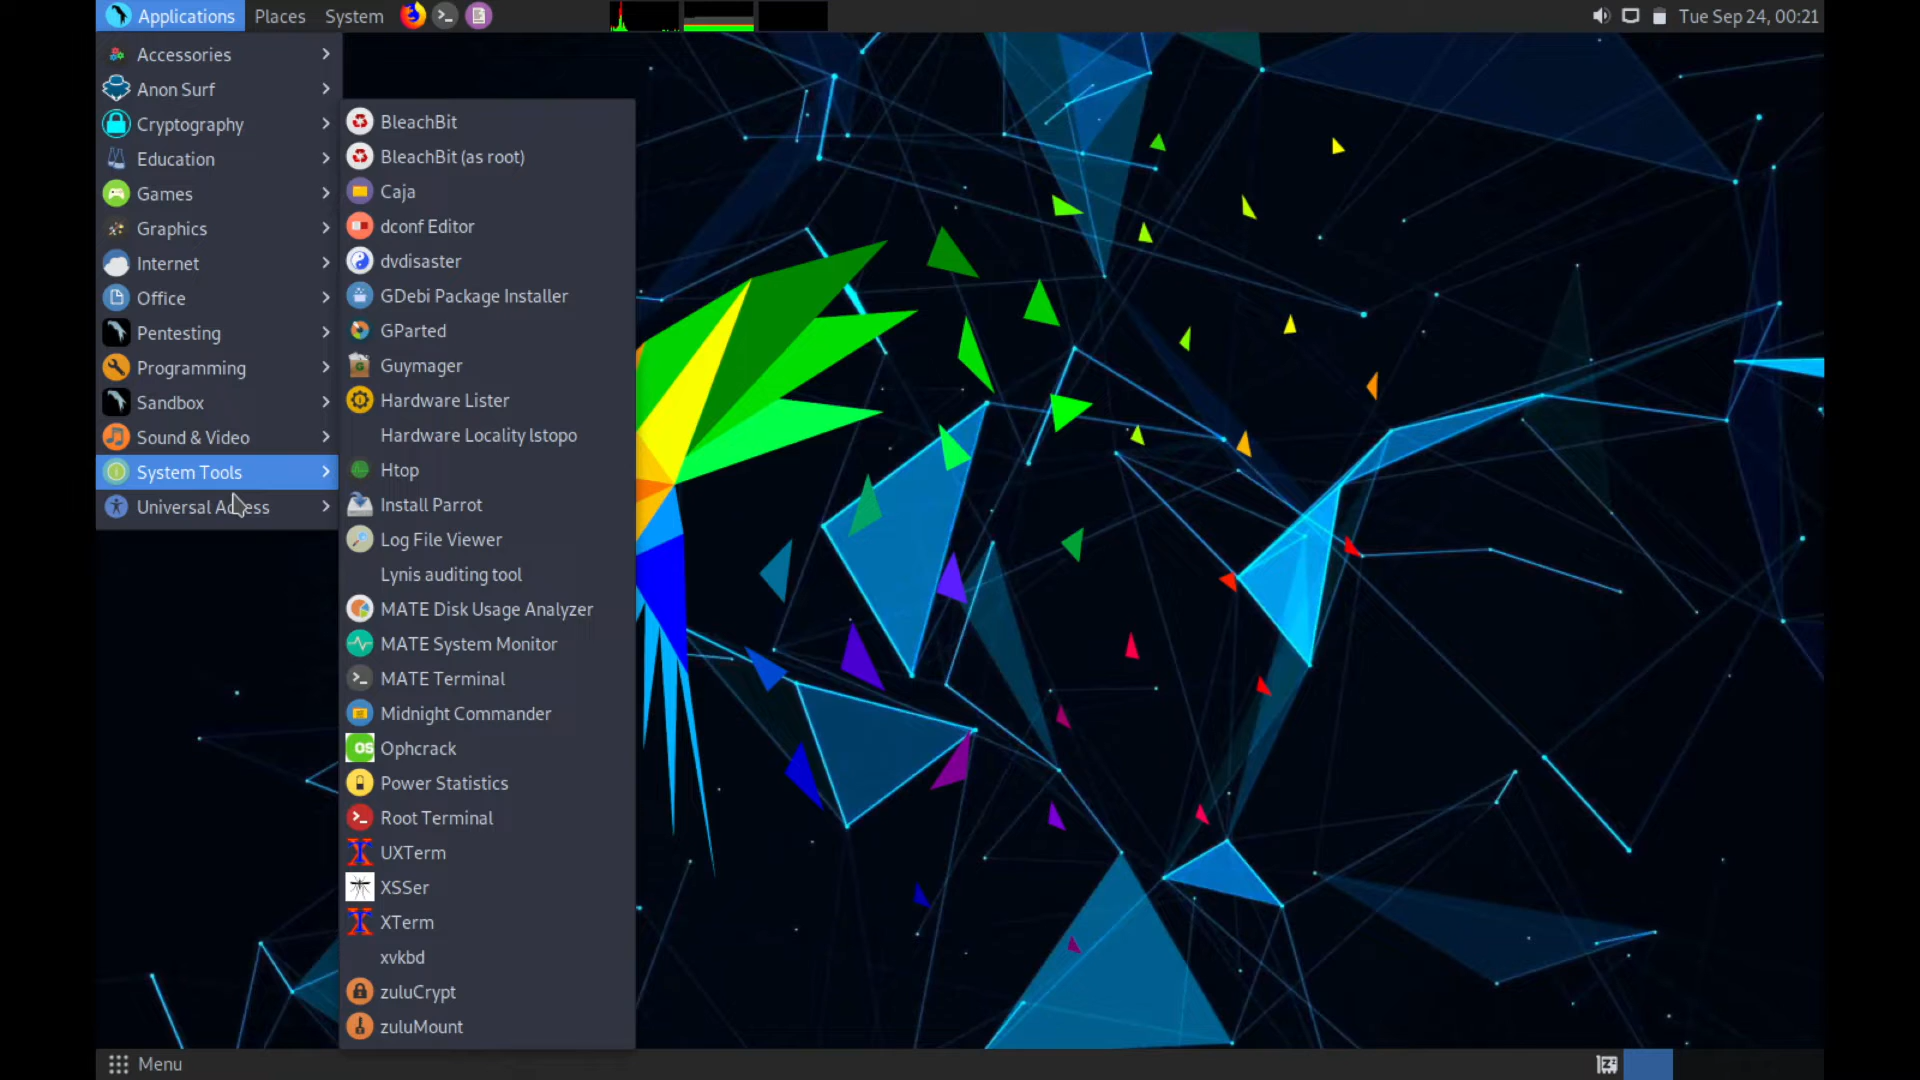 Applications Places System Tue Sep 24, 00:21
Accessories
Anon Surf
Cryptography
Education
Games
Graphics
Internet
Office
Pentesting
Programming
Sandbox
Sound & Video
System Tools
Universal Access
BleachBit
BleachBit (as root)
Caja
dconf Editor
dvdisaster
GDebi Package Installer
GParted
Guymager
Hardware Lister
Hardware Locality lstopo
Htop
Install Parrot
Log File Viewer
Lynis auditing tool
MATE Disk Usage Analyzer
MATE System Monitor
MATE Terminal
Midnight Commander
OS
Ophcrack
Power Statistics
Root Terminal
UXTerm
XSSer
XTerm
xvkbd
zuluCrypt
zuluMount
Menu